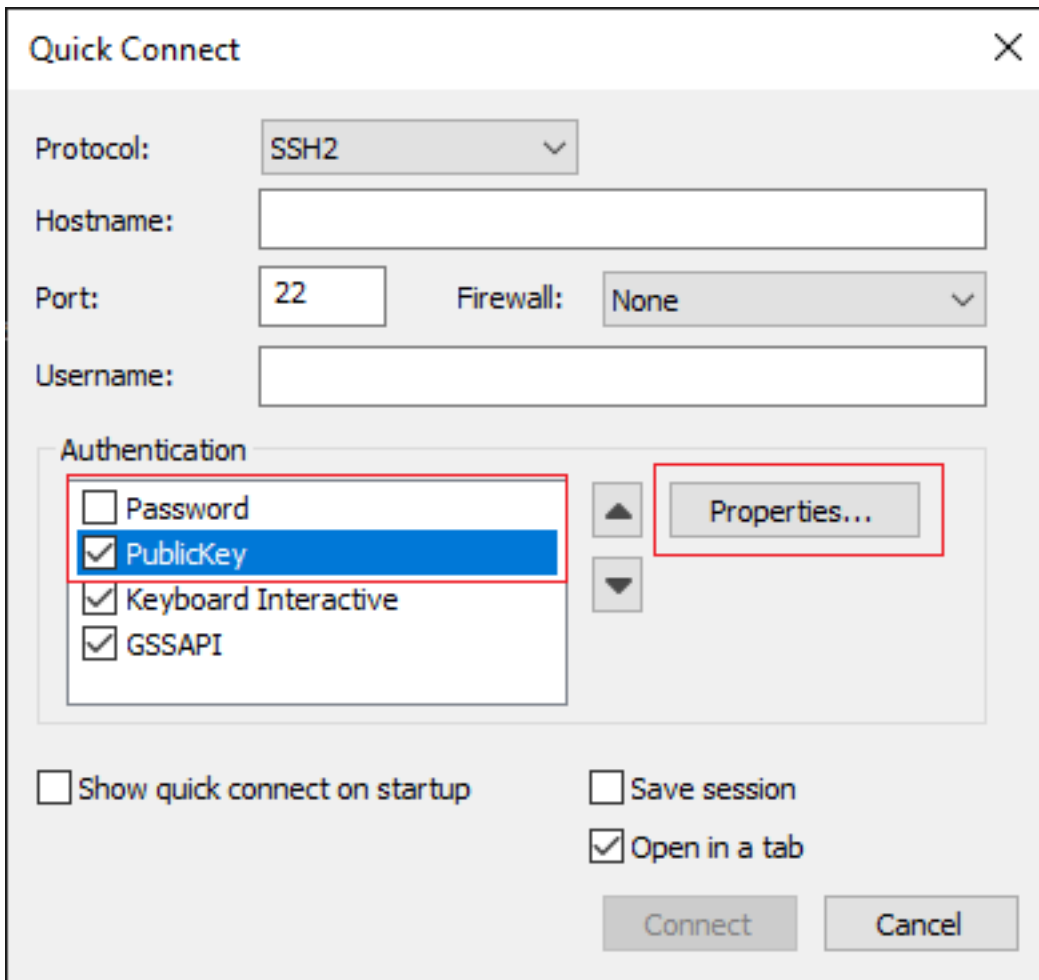 Quick Connect
Protocol: SSH2
Hostname:
Port: 22 Firewall: None
Username:
Authentication
Password
PublicKey
Keyboard Interactive
GSSAPI
Properties...
Show quick connect on startup
Save session
Open in a tab
Connect Cancel